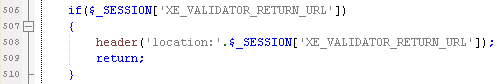 506 if($_SESSION['XE_VALIDATOR_RETURN_URL'])
507 {
508 header('location:'.$_SESSION['XE_VALIDATOR_RETURN_URL']);
509 return;
510 }